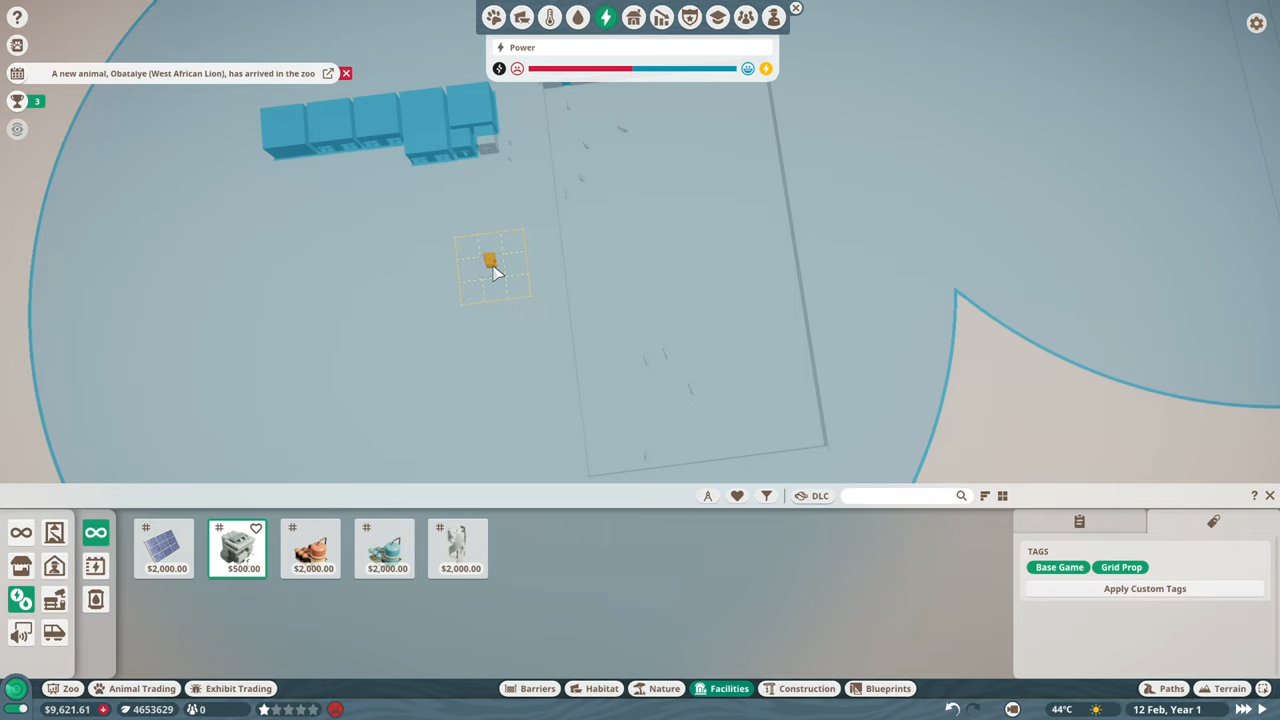 ?
A new animal, Obataiye (West African Lion), has arrived in the zoo
3
Power
DLC
?
$2,000.00
$500.00
$2,000.00
$2,000.00
$2,000.00
TAGS
Base Game
Grid Prop
Apply Custom Tags
Zoo
Animal Trading
Exhibit Trading
Barriers
Habitat
Nature
Facilities
Construction
Blueprints
Paths
Terrain
$9,621.61
4653629
0
44°C
12 Feb, Year 1